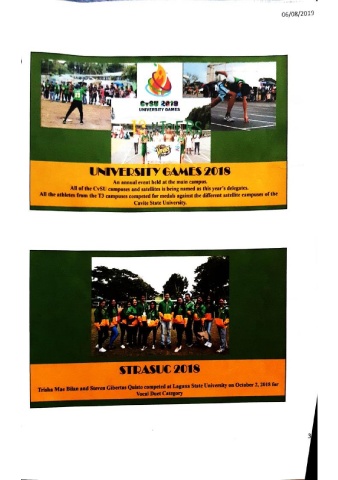 06/08/2019
CvSU 2018
UNIVERSITY GAMES
UNIVERSITY GAMES 2018
An annual event held at the main campus.
All of the CvSU campuses and satellites is being named as this year's delegates.
All the athletes from the T3 campuses competed for medals against the different satellite campuses of the
Cavite State University.
STRASUC 2018
Trisha Mae Bilan and Steven Gibertus Quinto competed at Laguna State University on October 2, 2018 for
Vocal Duet Category
3